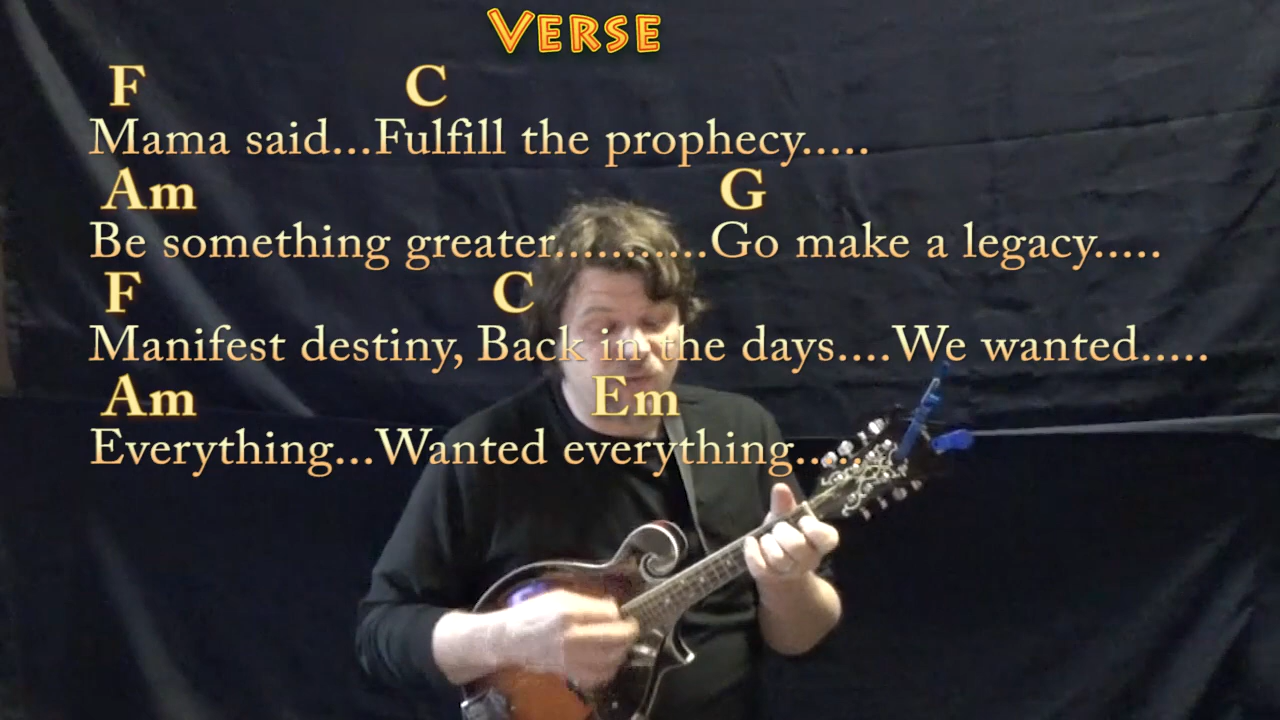 VERSE
F C
Mama said...Fulfill the prophecy.....
Am G
Be something greater...........Go make a legacy.....
F C
Manifest destiny, Back in the days....We wanted.....
Am Em
Everything...Wanted everything......